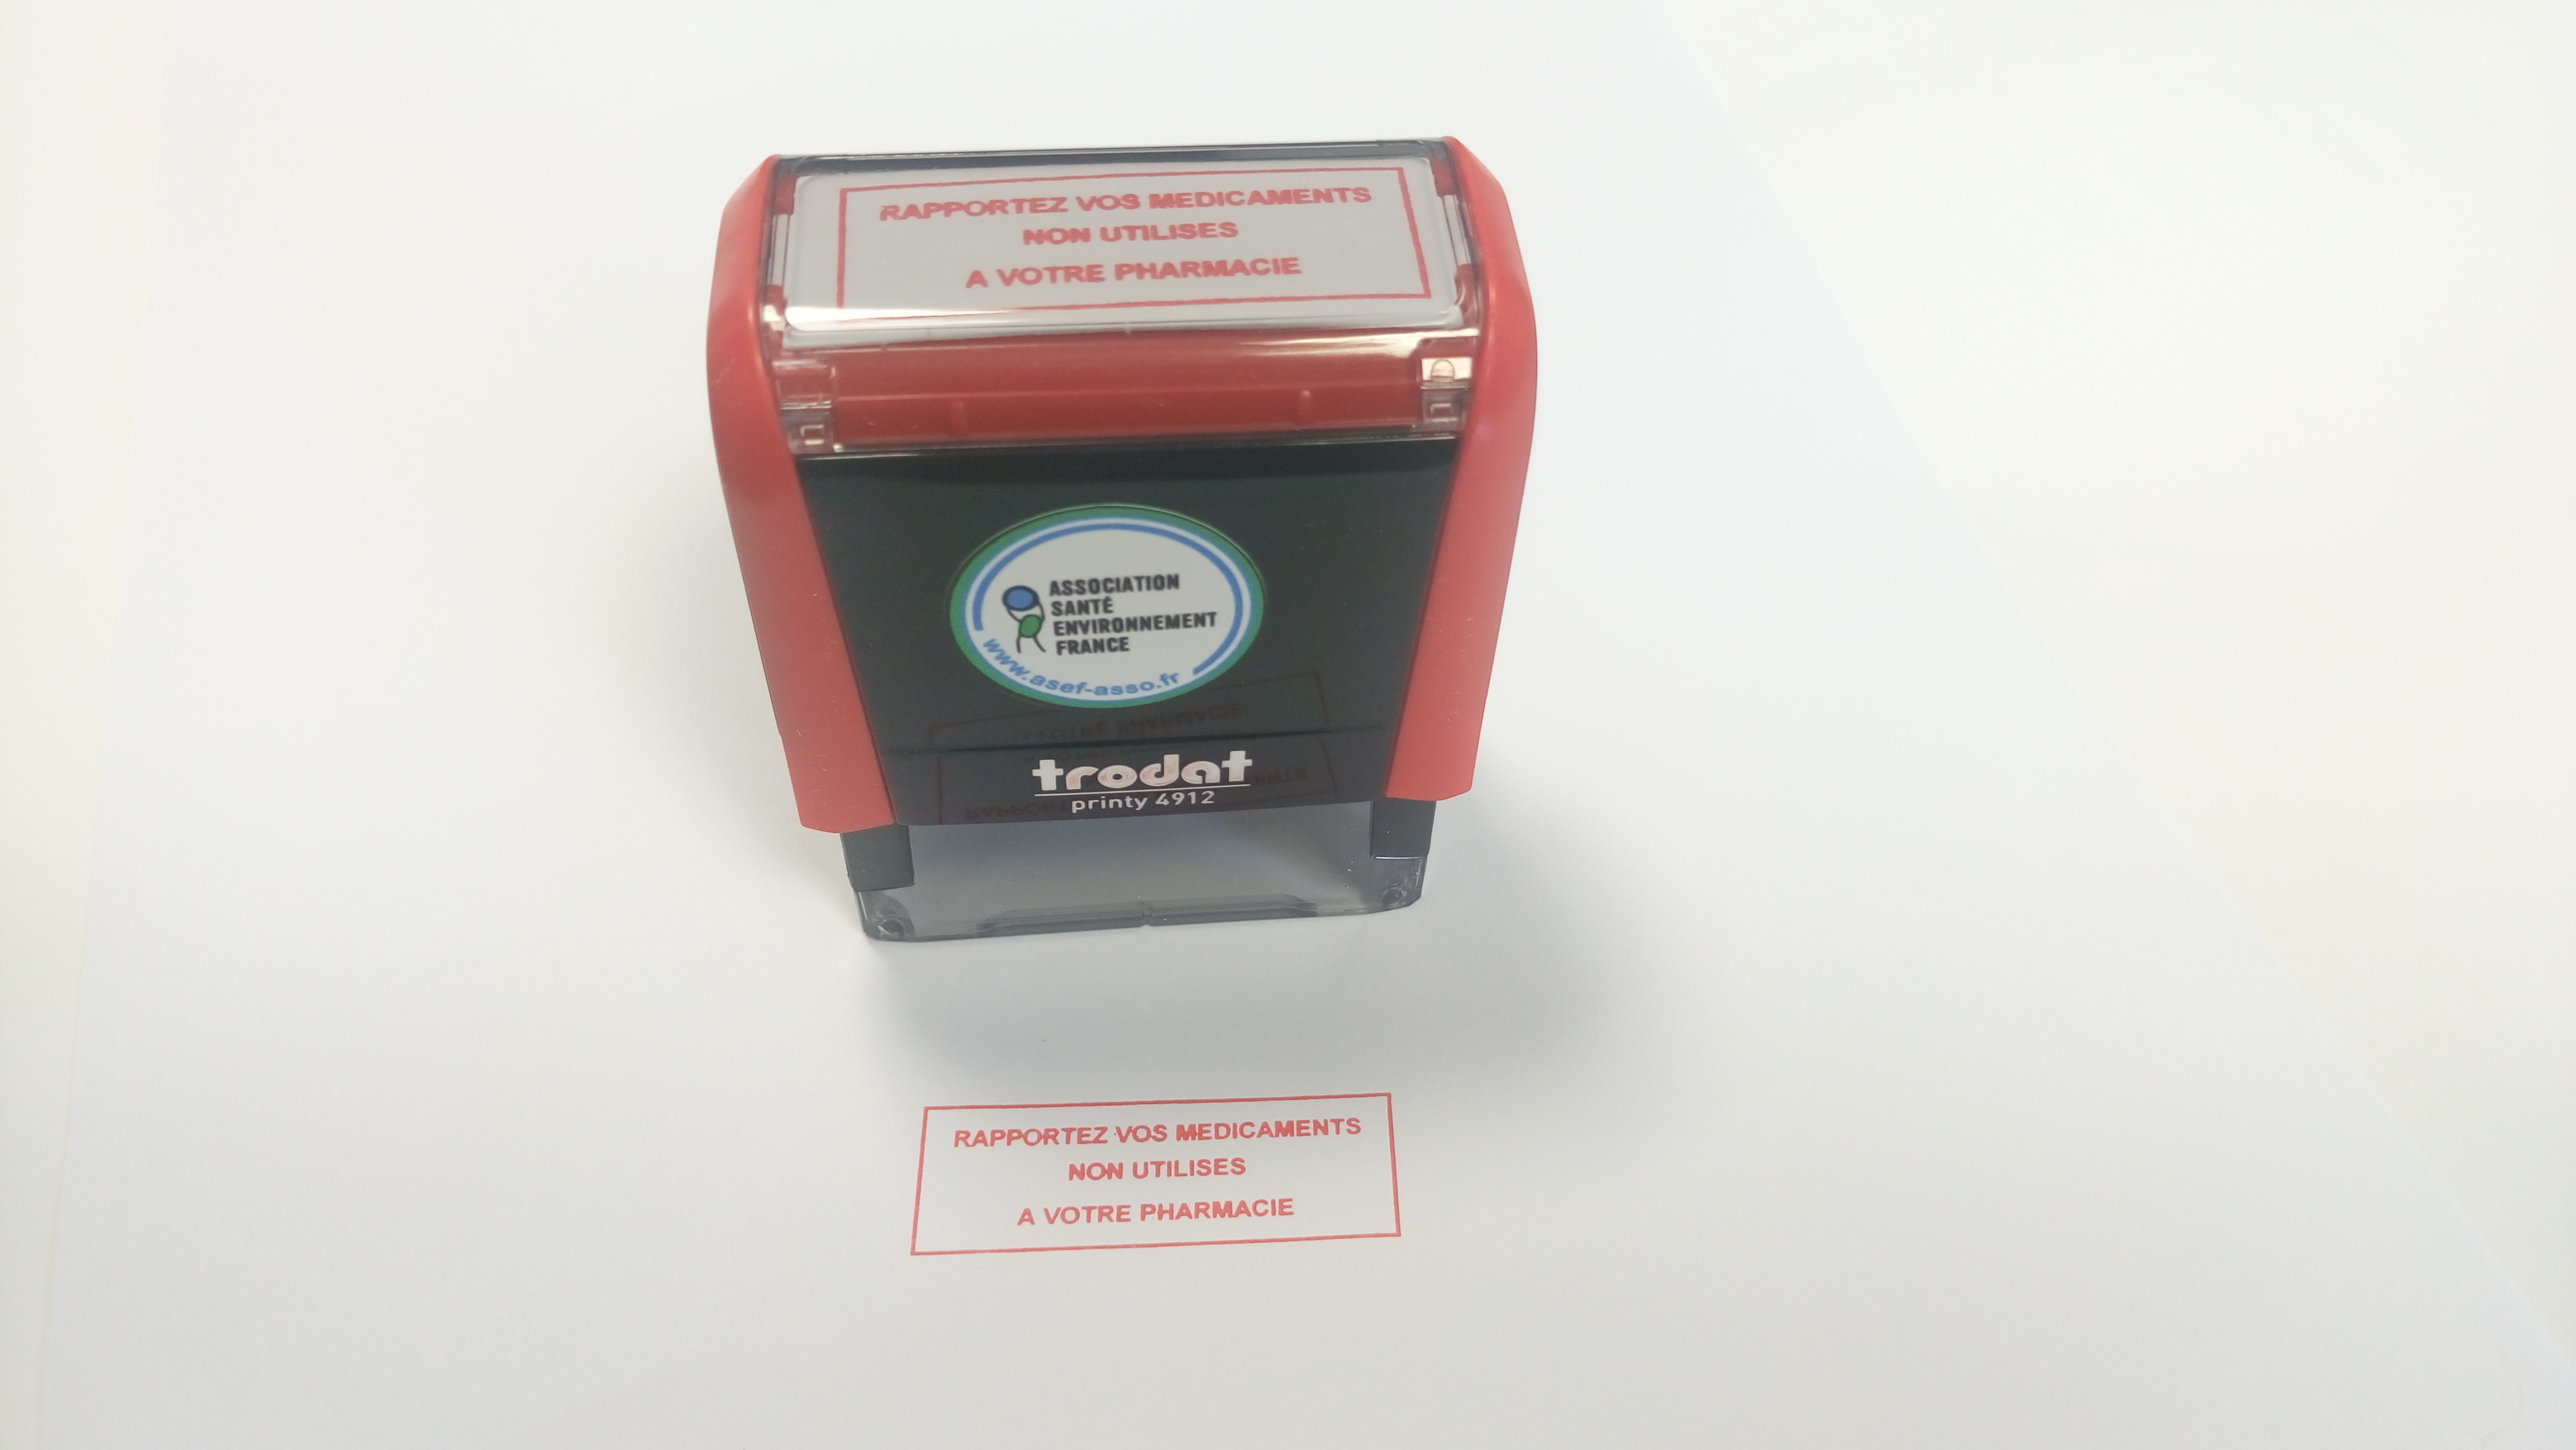 RAPPORTEZ VOS MEDICAMENTS
NON UTILISES
A VOTRE PHARMACIE
ASSOCIATION
SANTÉ
ENVIRONNEMENT
FRANCE
www.asef-asso.fr
trodat
printy 4912
RAPPORTEZ VOS MEDICAMENTS
NON UTILISES
A VOTRE PHARMACIE